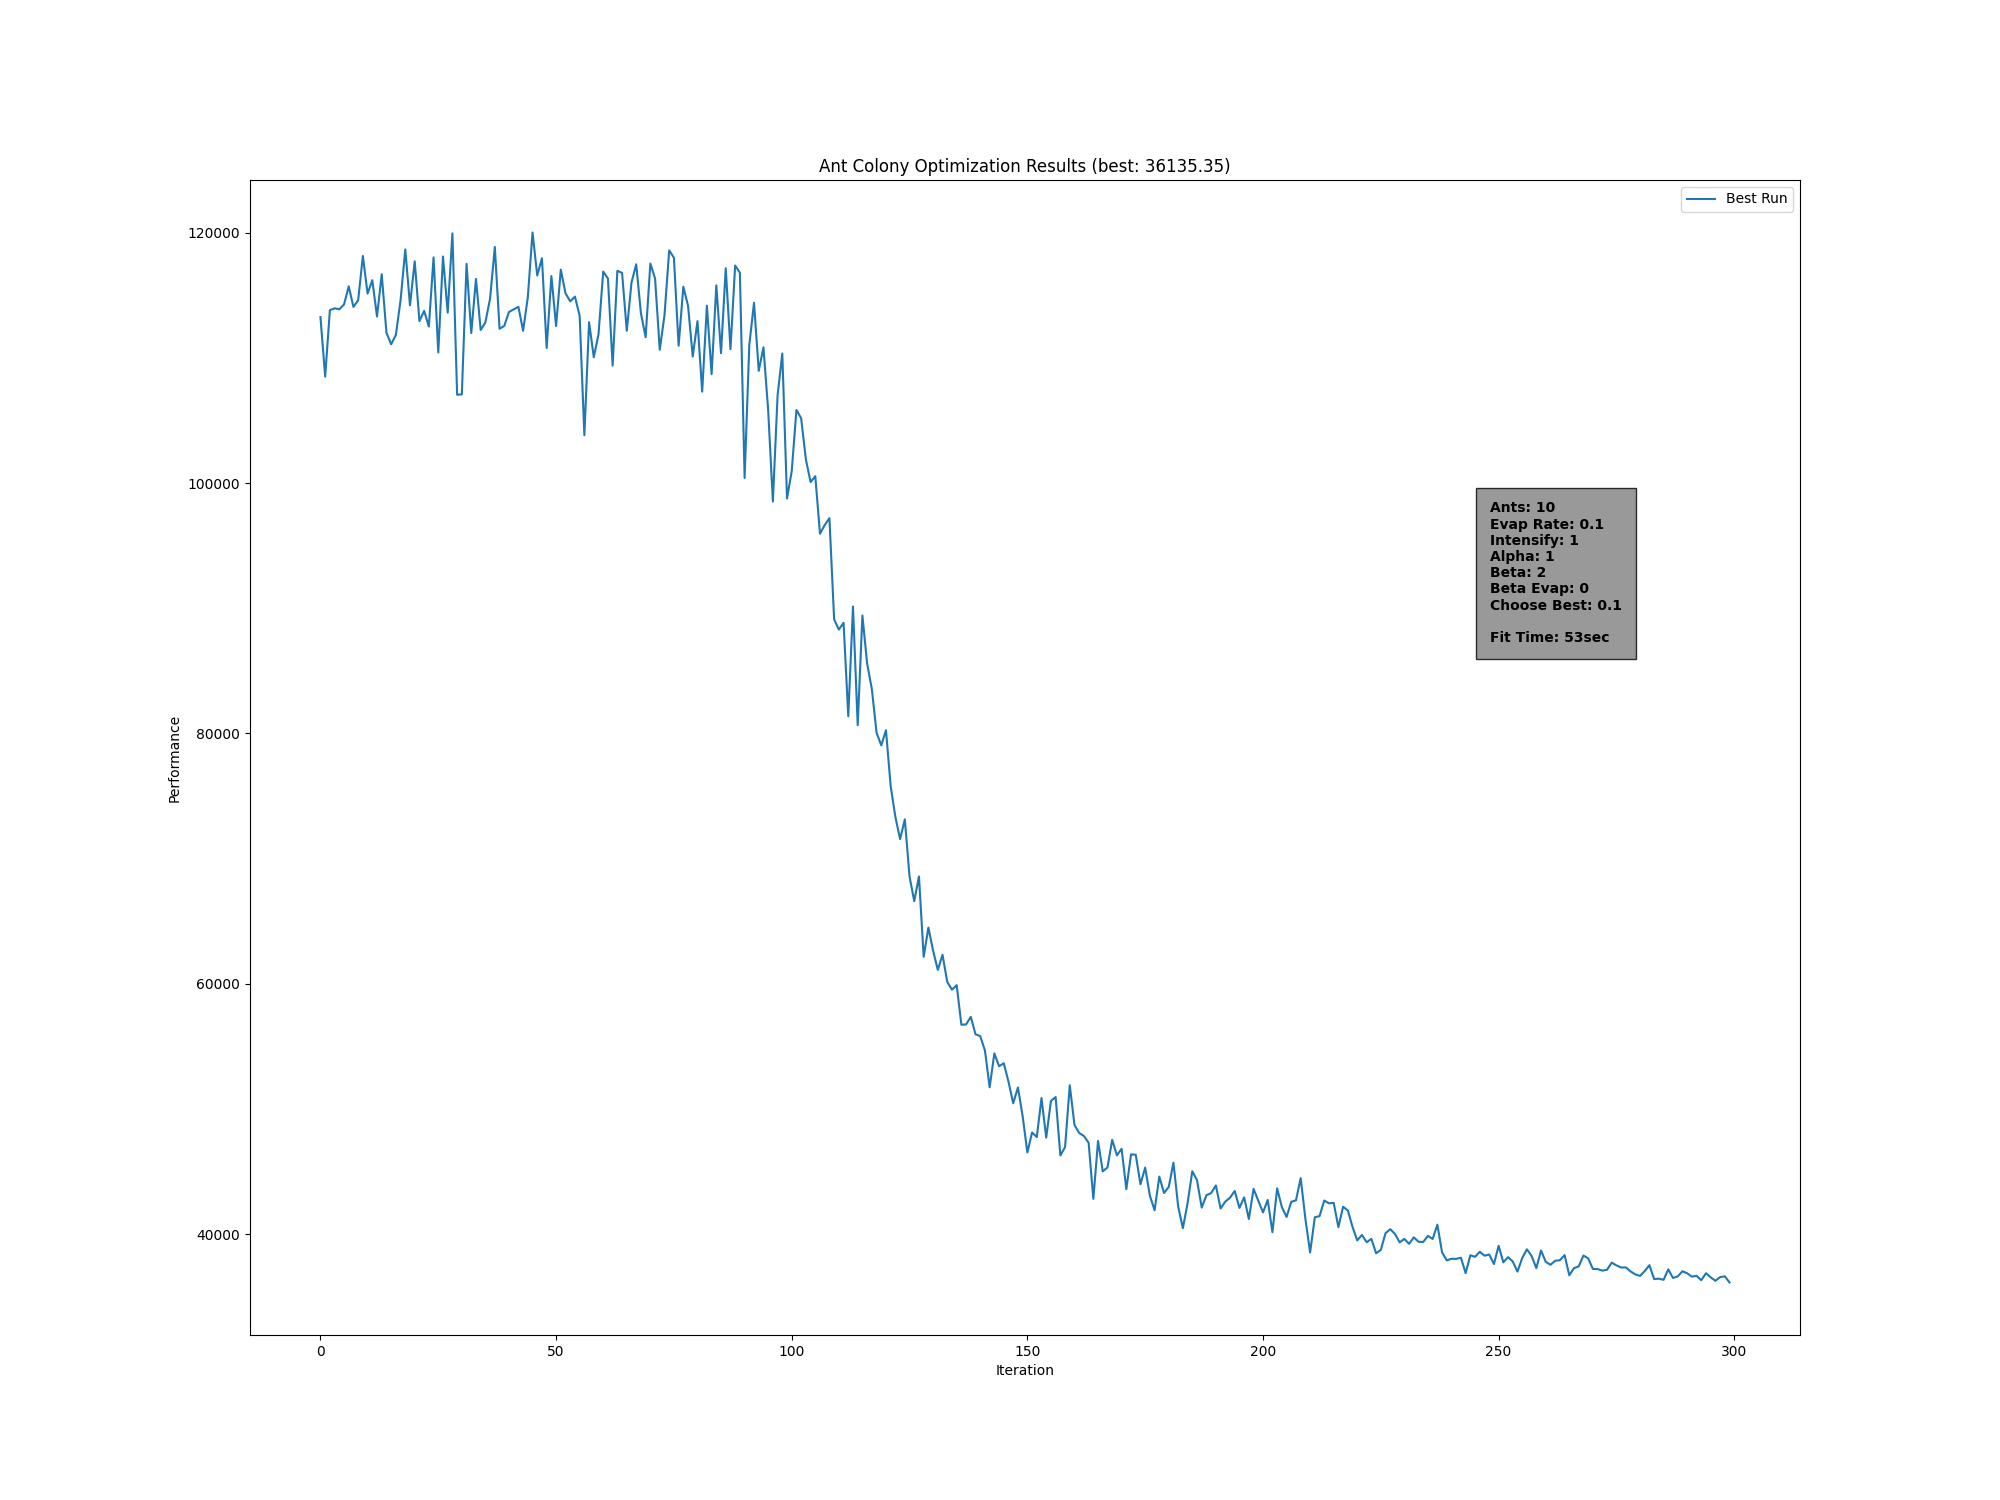 Ant Colony Optimization Results (best: 36135.35)
Best Run
120000
100000
80000
60000
40000
Performance
Ants: 10
Evap Rate: 0.1
Intensify: 1
Alpha: 1
Beta: 2
Beta Evap: 0
Choose Best: 0.1
Fit Time: 53sec
0 50 100 150 200 250 300
Iteration